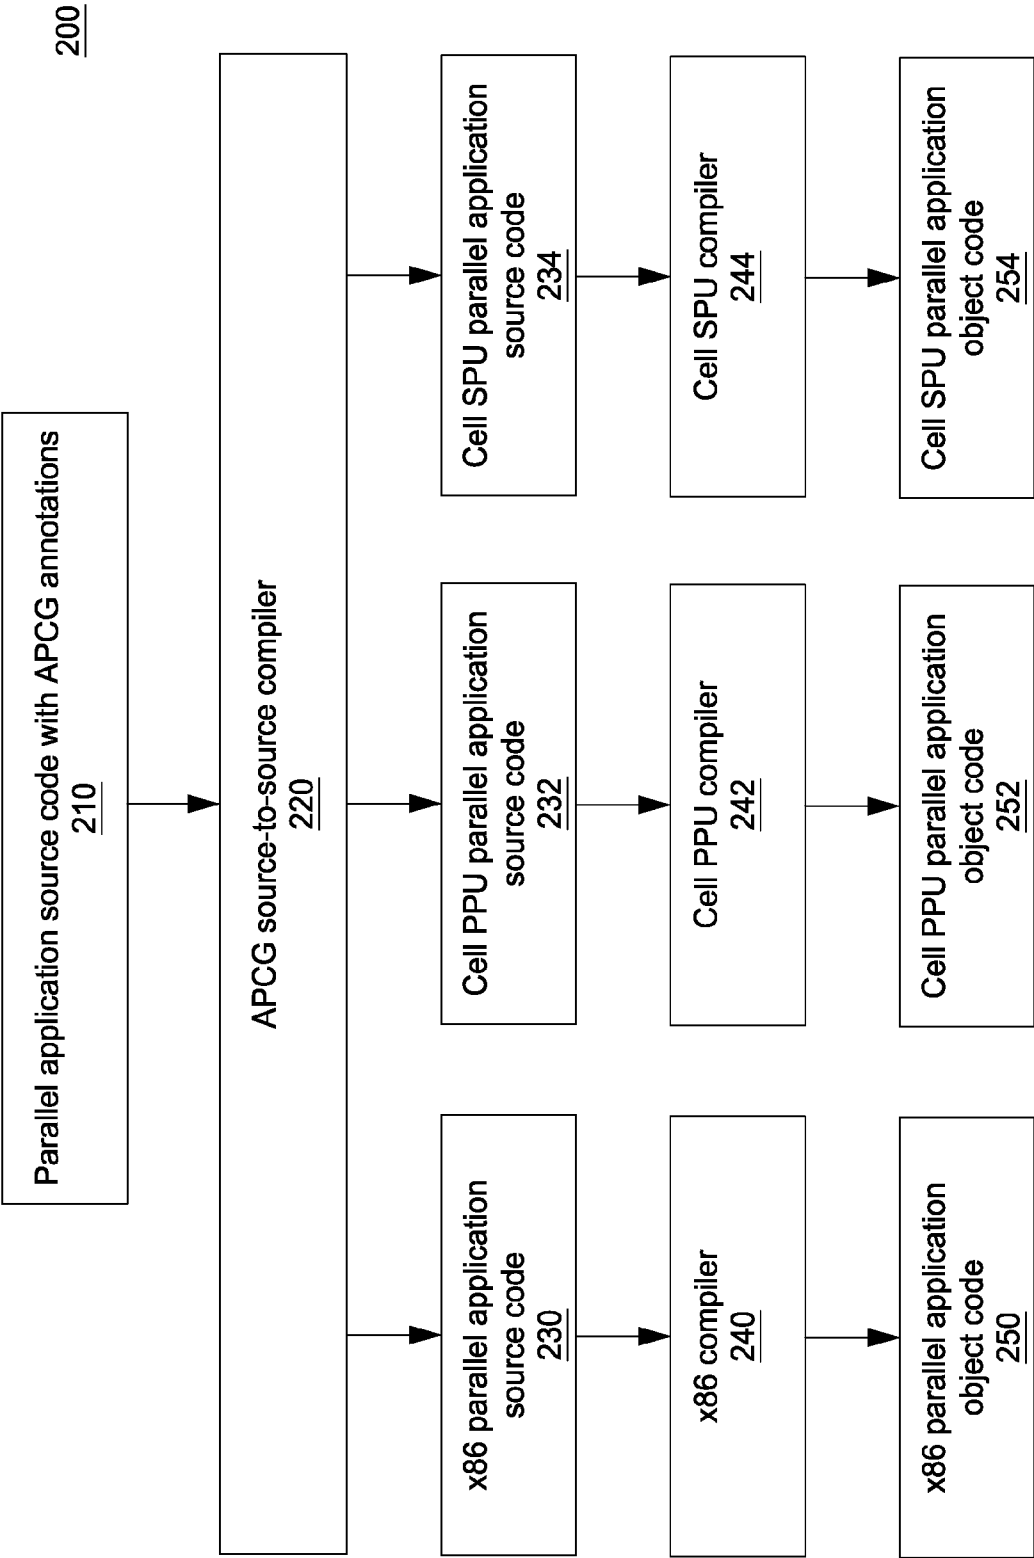 200
Parallel application source code with APCG annotations
210
APCG source-to-source compiler
220
x86 parallel application
source code
230
Cell PPU parallel application
source code
232
Cell SPU parallel application
source code
234
x86 compiler
240
Cell PPU compiler
242
Cell SPU compiler
244
x86 parallel application
object code
250
Cell PPU parallel application
object code
252
Cell SPU parallel application
object code
254